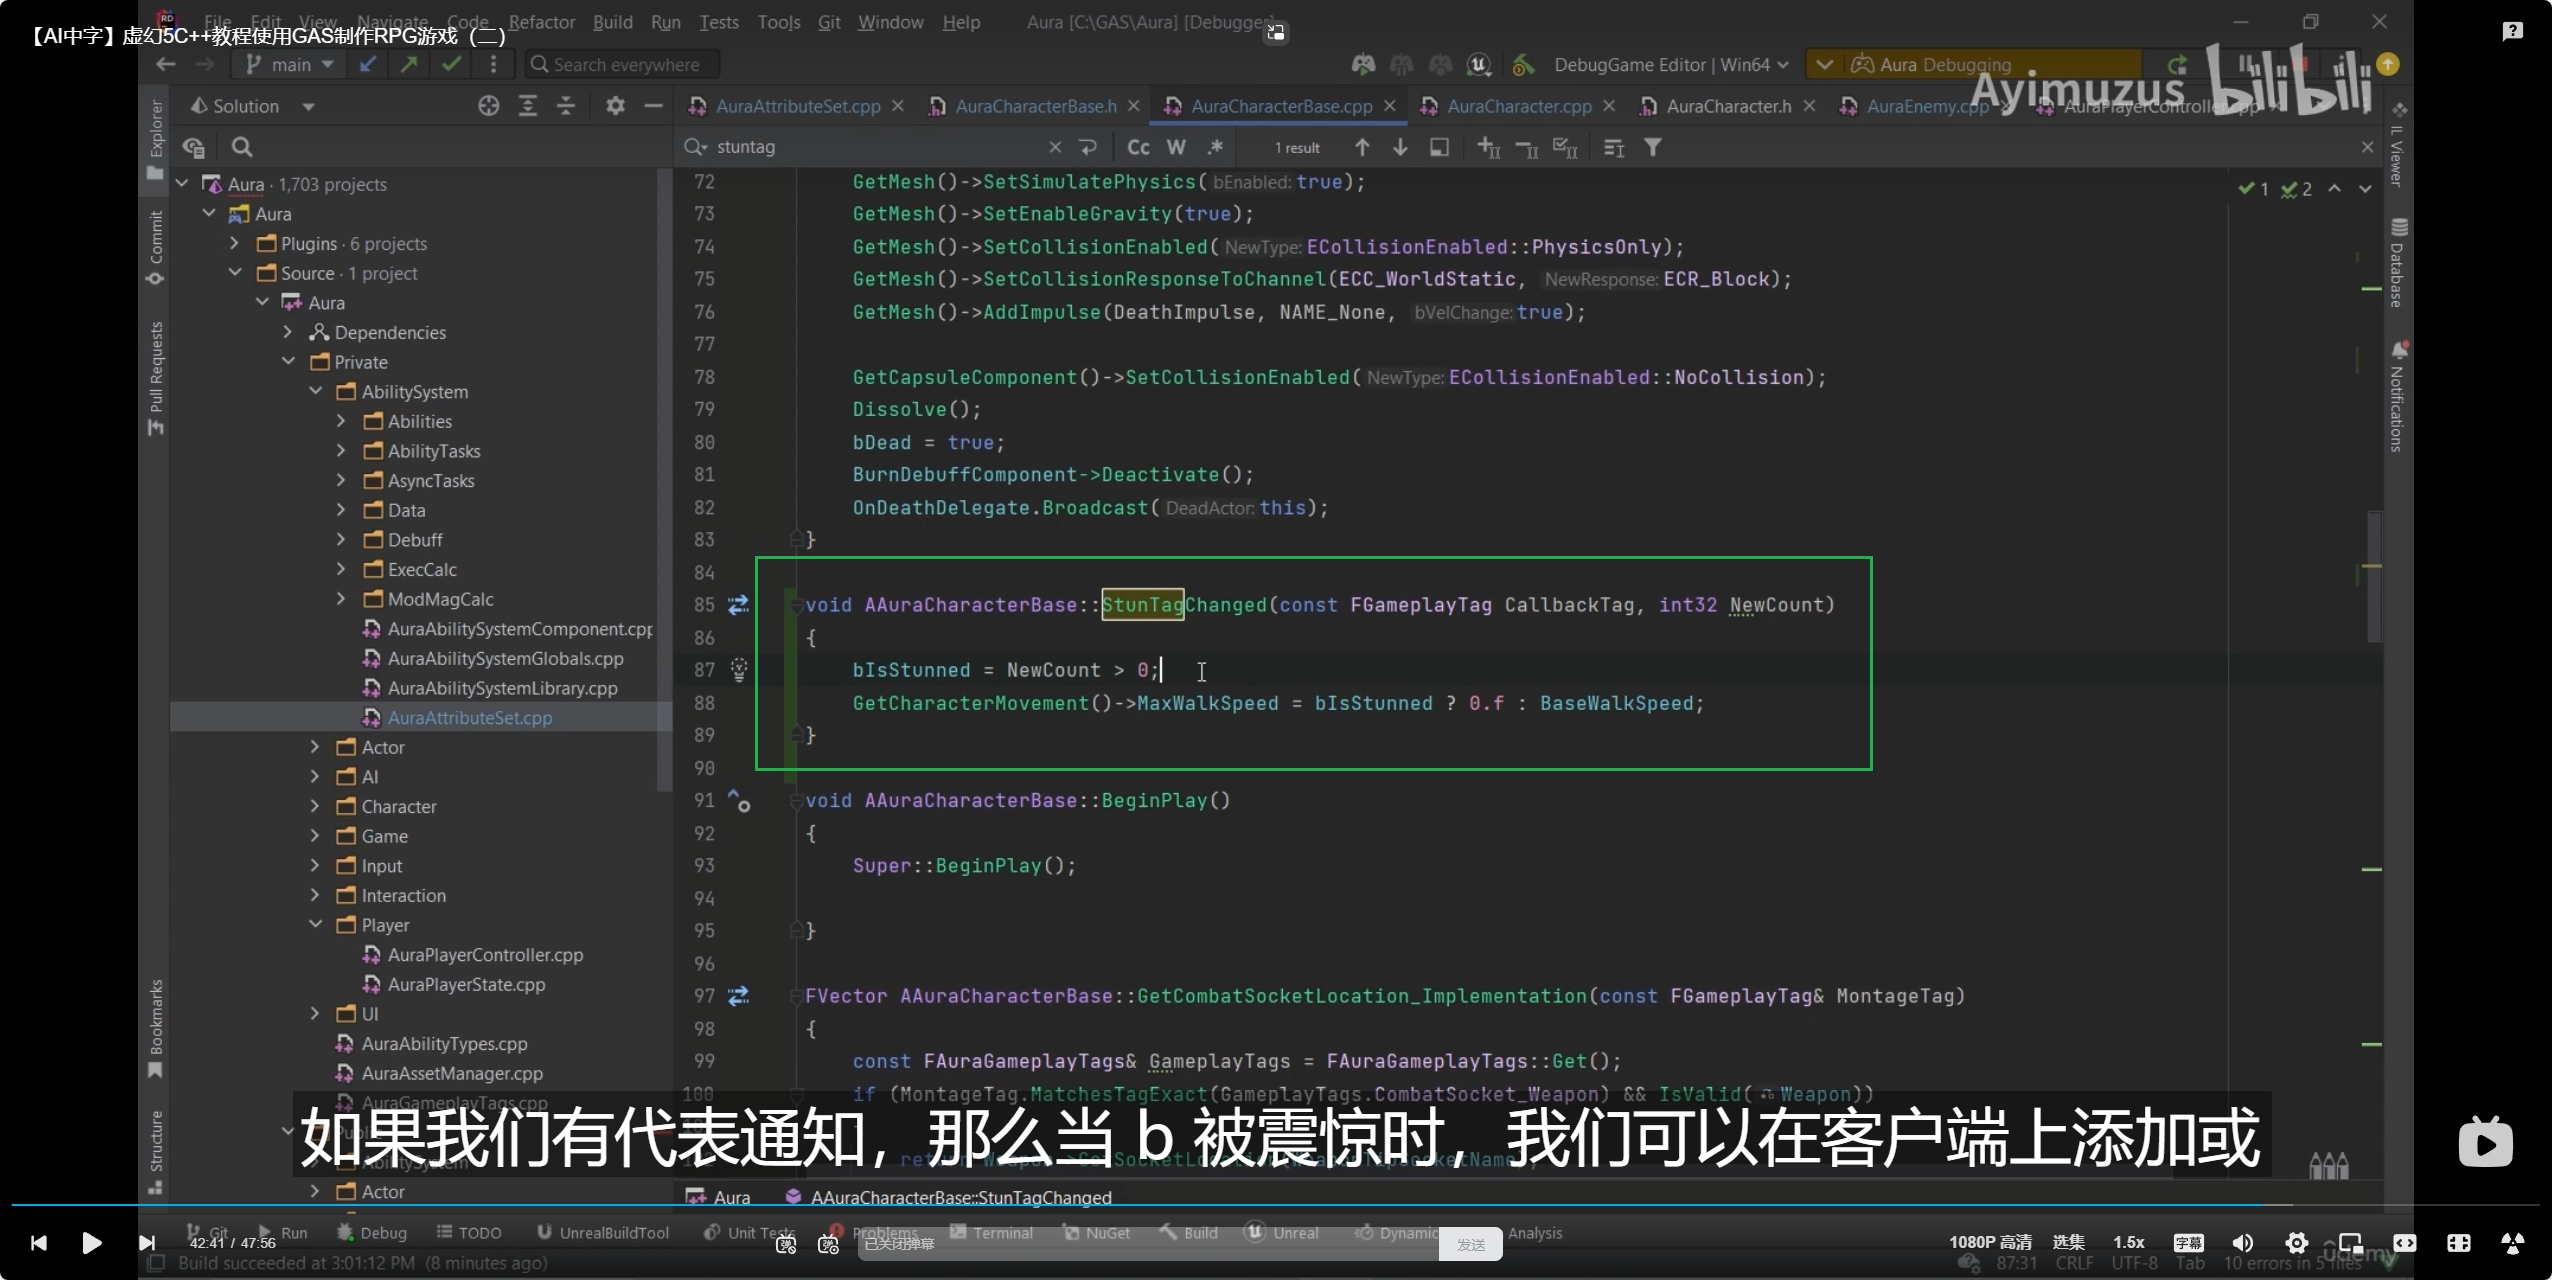 【AI中字】虚幻5C++教程使用GAS制作RPG游戏（二）
File Edit View Navigate Code Refactor Build Run Tests Tools Git Window Help
Aura [C:\GAS\Aura] [Debugger]
main
Search everywhere
DebugGame Editor | Win64
Aura Debugging
Ayimuzus bilibili
Solution
AuraAttributeSet.cpp
AuraCharacterBase.h
AuraCharacterBase.cpp
AuraCharacter.cpp
AuraCharacter.h
AuraEnemy.cpp
AuraPlayerController.cpp
stuntag
Cc W .*
1 result
Explorer
Commit
Pull Requests
Bookmarks
Structure
IL Viewer
Database
Notifications
Aura · 1,703 projects
Aura
Plugins · 6 projects
Source · 1 project
Aura
Dependencies
Private
AbilitySystem
Abilities
AbilityTasks
AsyncTasks
Data
Debuff
ExecCalc
ModMagCalc
AuraAbilitySystemComponent.cpp
AuraAbilitySystemGlobals.cpp
AuraAbilitySystemLibrary.cpp
AuraAttributeSet.cpp
Actor
AI
Character
Game
Input
Interaction
Player
AuraPlayerController.cpp
AuraPlayerState.cpp
UI
AuraAbilityTypes.cpp
AuraAssetManager.cpp
AuraGameplayTags.cpp
Public
AbilitySystem
Actor
1 2
72 GetMesh()->SetSimulatePhysics( bEnabled: true);
73 GetMesh()->SetEnableGravity(true);
74 GetMesh()->SetCollisionEnabled( NewType: ECollisionEnabled::PhysicsOnly);
75 GetMesh()->SetCollisionResponseToChannel(ECC_WorldStatic, NewResponse: ECR_Block);
76 GetMesh()->AddImpulse(DeathImpulse, NAME_None, bVelChange: true);
77
78 GetCapsuleComponent()->SetCollisionEnabled( NewType: ECollisionEnabled::NoCollision);
79 Dissolve();
80 bDead = true;
81 BurnDebuffComponent->Deactivate();
82 OnDeathDelegate.Broadcast( DeadActor: this);
83 }
84
85 void AAuraCharacterBase::StunTagChanged(const FGameplayTag CallbackTag, int32 NewCount)
86 {
87 bIsStunned = NewCount > 0;
88 GetCharacterMovement()->MaxWalkSpeed = bIsStunned ? 0.f : BaseWalkSpeed;
89 }
90
91 void AAuraCharacterBase::BeginPlay()
92 {
93 Super::BeginPlay();
94
95 }
96
97 FVector AAuraCharacterBase::GetCombatSocketLocation_Implementation(const FGameplayTag& MontageTag)
98 {
99 const FAuraGameplayTags& GameplayTags = FAuraGameplayTags::Get();
100 if (MontageTag.MatchesTagExact(GameplayTags.CombatSocket_Weapon) && IsValid( Weapon))
如果我们有代表通知，那么当 b 被震惊时，我们可以在客户端上添加或
Aura AAuraCharacterBase::StunTagChanged
Git Run Debug TODO UnrealBuildTool Unit Tests Problems Terminal NuGet Build Unreal Dynamic Analysis
42:41 / 47:56
已关闭弹幕
发送
1080P 高清 选集 1.5x 字幕
Build succeeded at 3:01:12 PM (8 minutes ago)
87:31 CRLF UTF-8 Tab 10 errors in 5 files
udemy